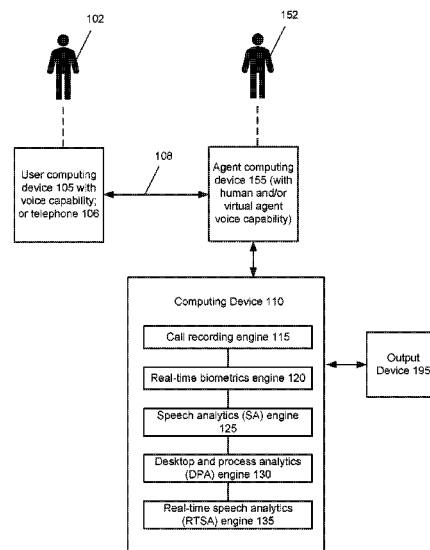 102
152
108
User computing
device 105 with
voice capability;
or telephone 106
Agent computing
device 155 (with
human and/or
virtual agent
voice capability)
Computing Device 110
Call recording engine 115
Real-time biometrics engine 120
Speech analytics (SA) engine
125
Desktop and process analytics
(DPA) engine 130
Real-time speech analytics
(RTSA) engine 135
Output
Device 195